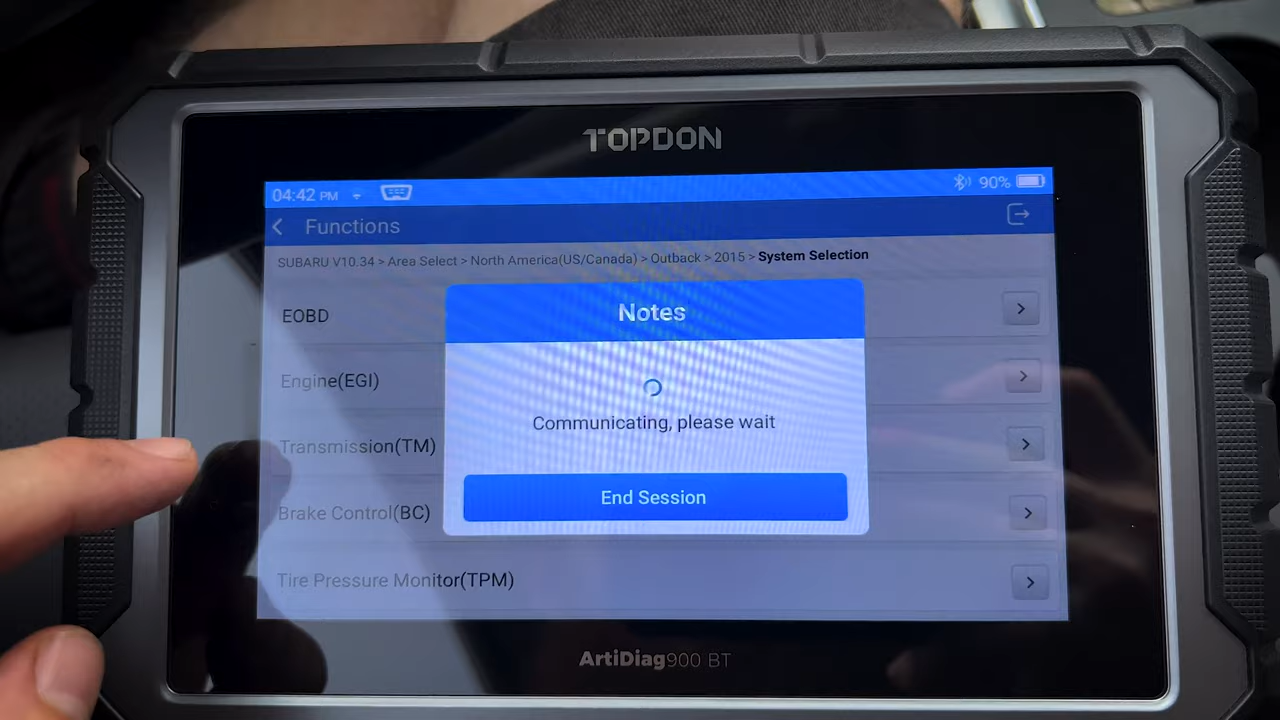 TOPDON
04:42 PM 90%
Functions
SUBARU V10.34 > Area Select > North America(US/Canada) > Outback > 2015 > System Selection
EOBD
Notes
Engine(EGI)
Communicating, please wait
Transmission(TM)
End Session
Brake Control(BC)
Tire Pressure Monitor(TPM)
ArtiDiag900 BT